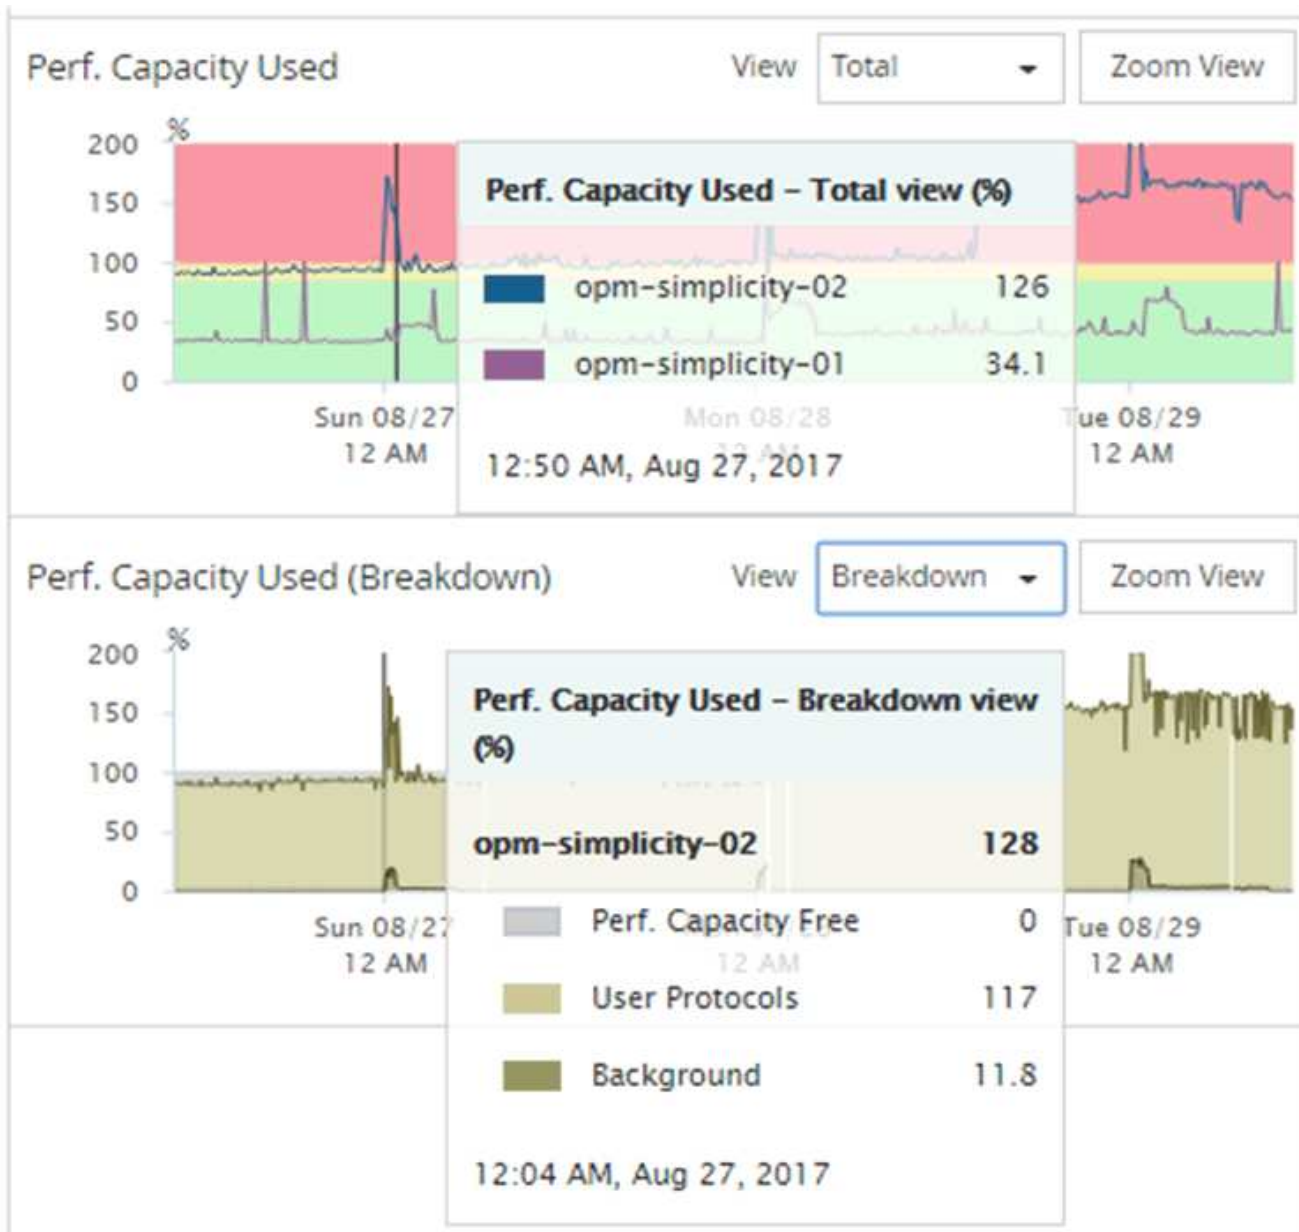 Perf. Capacity Used View Total Zoom View
%
200
150
100
50
0
Perf. Capacity Used – Total view (%)
opm-simplicity-02 126
opm-simplicity-01 34.1
12:50 AM, Aug 27, 2017
Sun 08/27 Mon 08/28 Tue 08/29
12 AM 12 AM 12 AM
Perf. Capacity Used (Breakdown) View Breakdown Zoom View
%
200
150
100
50
0
Perf. Capacity Used – Breakdown view
(%)
opm-simplicity-02 128
Perf. Capacity Free 0
User Protocols 117
Background 11.8
12:04 AM, Aug 27, 2017
Sun 08/27 Tue 08/29
12 AM 12 AM 12 AM